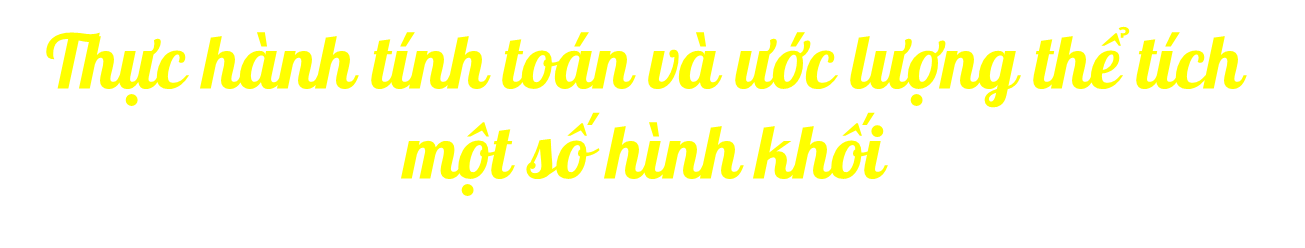 Thực hành tính toán và ước lượng thể tích
một số hình khối